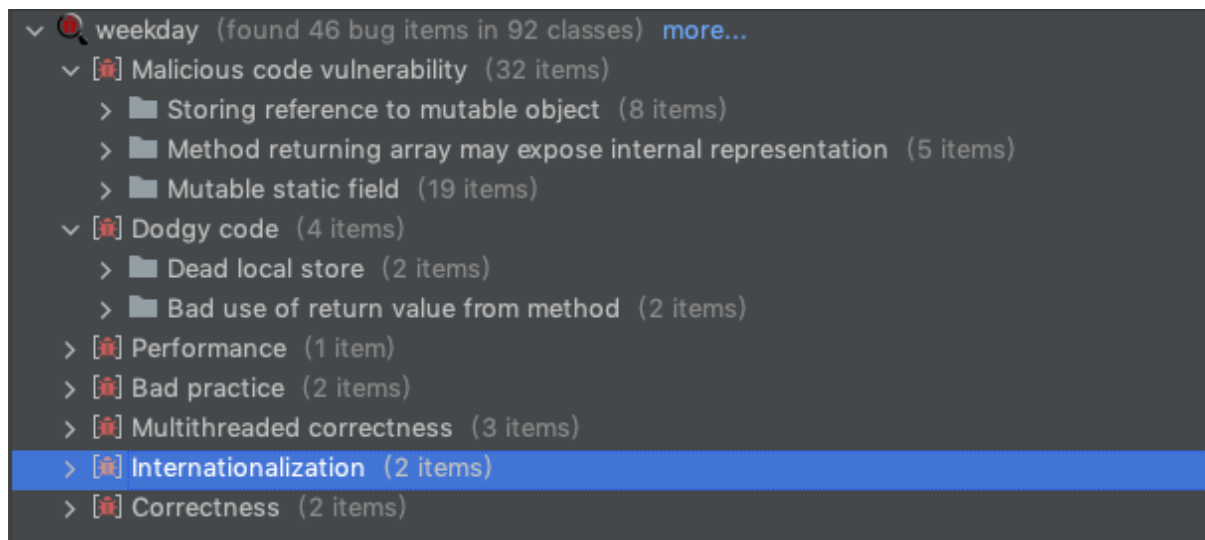 weekday (found 46 bug items in 92 classes) more...
Malicious code vulnerability (32 items)
Storing reference to mutable object (8 items)
Method returning array may expose internal representation (5 items)
Mutable static field (19 items)
Dodgy code (4 items)
Dead local store (2 items)
Bad use of return value from method (2 items)
Performance (1 item)
Bad practice (2 items)
Multithreaded correctness (3 items)
Internationalization (2 items)
Correctness (2 items)